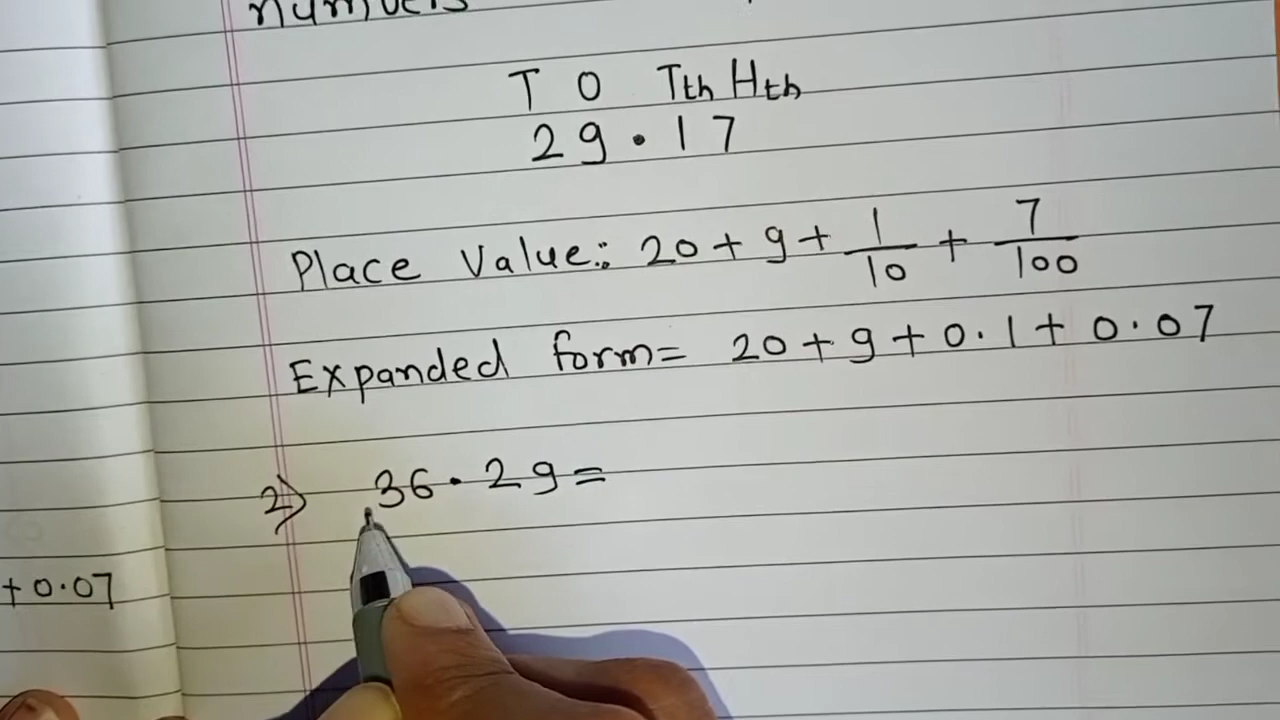 numbers
T O Tth Hth
29.17
Place Value:: 20 + 9 + 1/10 + 7/100
Expanded form = 20 + 9 + 0.1 + 0.07
2) 36.29 =
+ 0.07